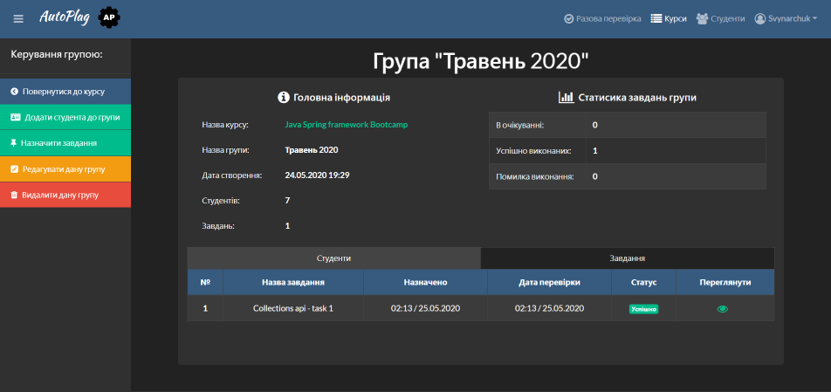 AutoPlag AP
Разова перевірка Курси Студенти Svynarchuk
Керування групою:
Повернутися до курсу
Додати студента до групи
Назначити завдання
Редагувати дану групу
Видалити дану групу
Група "Травень 2020"
Головна інформація
Назва курсу: Java Spring framework Bootcamp
Назва групи: Травень 2020
Дата створення: 24.05.2020 19:29
Студентів: 7
Завдань: 1
Статисика завдань групи
В очікуванні: 0
Успішно виконаних: 1
Помилка виконання: 0
Студенти Завдання
№ Назва завдання Назначено Дата перевірки Статус Переглянути
1 Collections api - task 1 02:13 / 25.05.2020 02:13 / 25.05.2020 Успішно